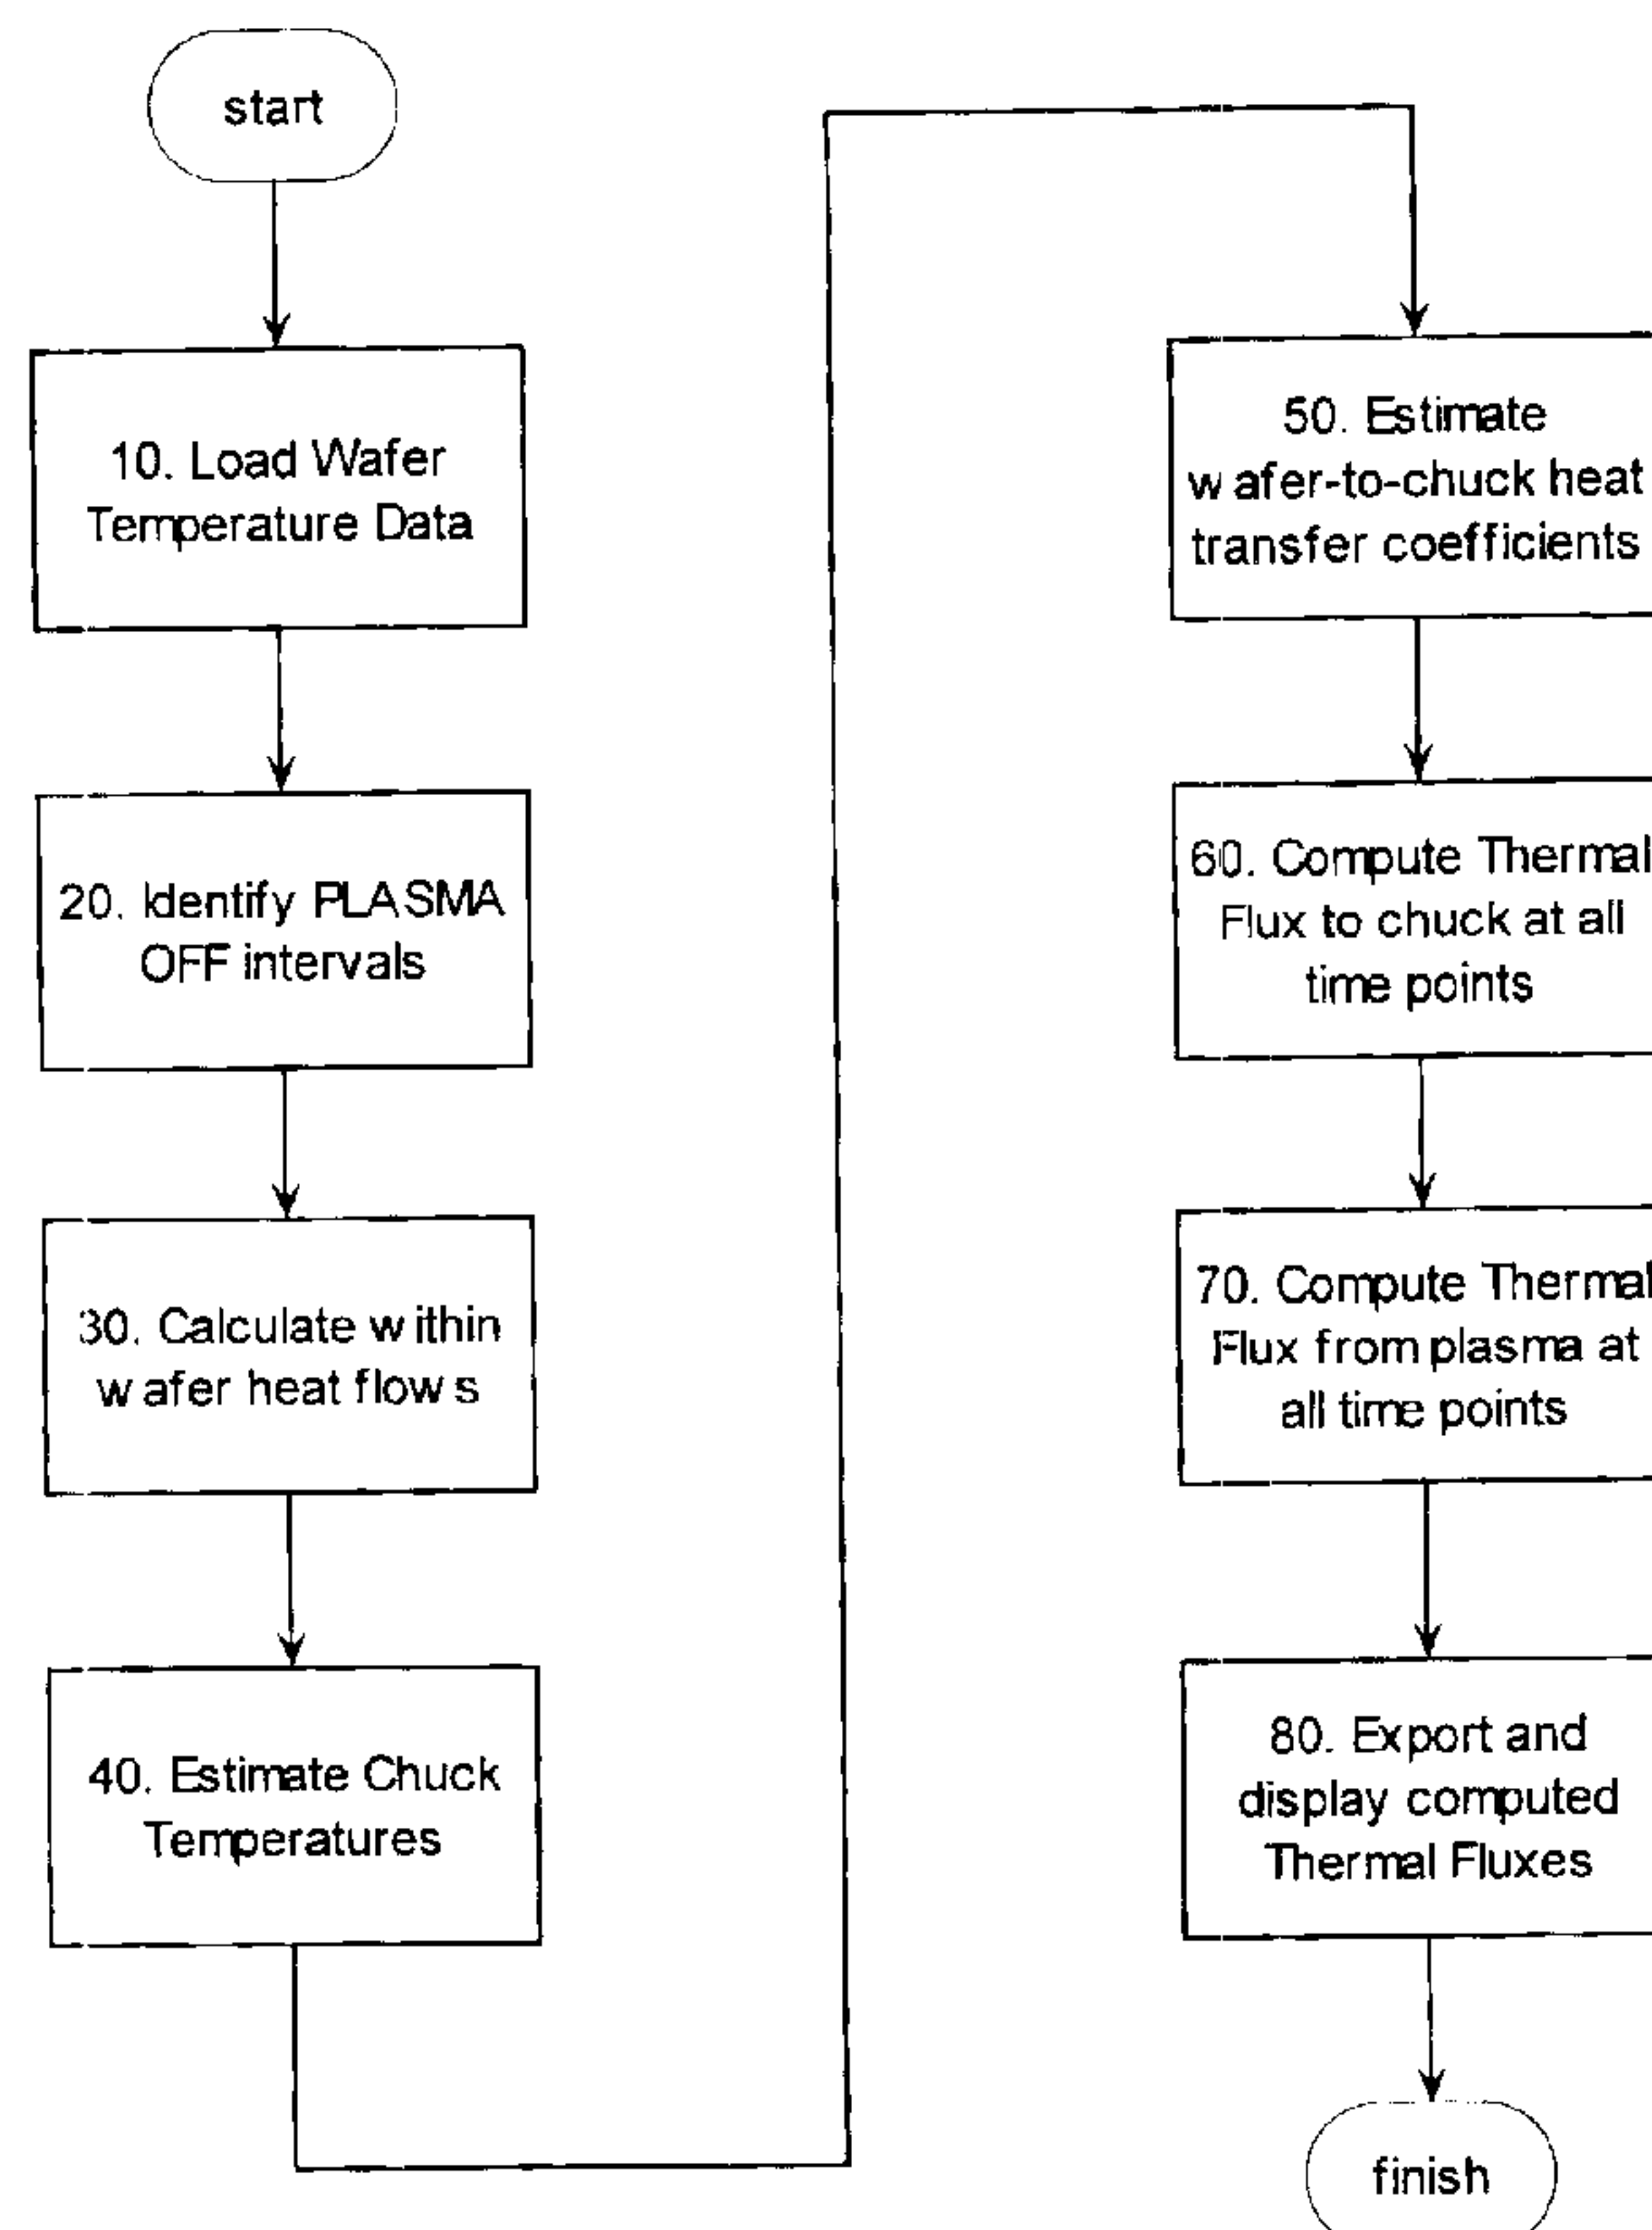 start
10. Load Wafer
Temperature Data
20. Identify PLASMA
OFF intervals
30. Calculate within
wafer heat flows
40. Estimate Chuck
Temperatures
50. Estimate
wafer-to-chuck heat
transfer coefficients
60. Compute Thermal
Flux to chuck at all
time points
70. Compute Thermal
Flux from plasma at
all time points
80. Export and
display computed
Thermal Fluxes
finish